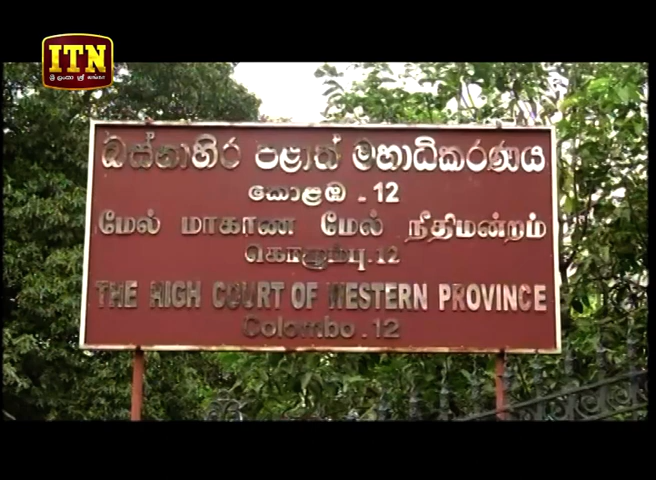 ITN
බස්නාහිර පළාත් මහාධිකරණය
කොළඹ - 12
மேல் மாகாண மேல் நீதிமன்றம்
கொழும்பு .12
THE HIGH COURT OF WESTERN PROVINCE
Colombo . 12